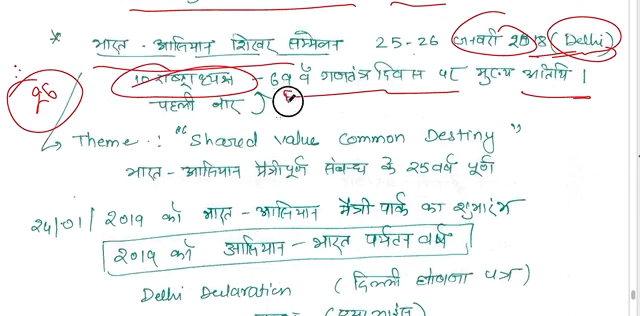 * भारत - आसियान शिखर सम्मेलन 25-26 जनवरी 2018 (Delhi)
10 राष्ट्राध्यक्ष - 69 वें गणतंत्र दिवस पर मुख्य अतिथि ।
26
पहली बार
→ Theme : "Shared Value Common Destiny"
भारत - आसियान मैत्रीपूर्ण संबन्ध के 25 वर्ष पूर्ण
24/01/2019 को भारत - आसियान मैत्री पार्क का शुभारंभ
2019 को आसियान - भारत पर्यटन वर्ष
Delhi Declaration (दिल्ली घोषणा पत्र)